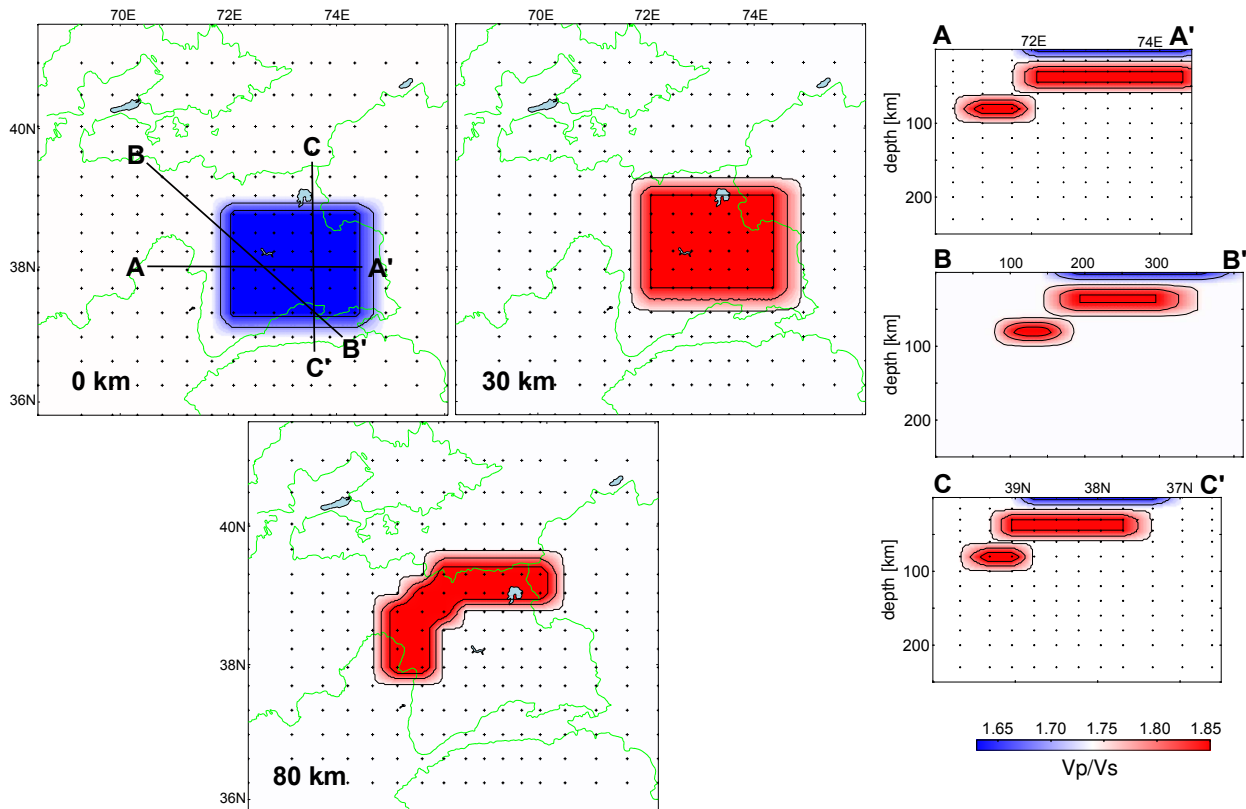 70E 72E 74E
40N
38N
36N
A
A'
B
B'
C
C'
0 km
70E 72E 74E
30 km
40N
38N
36N
80 km
A A'
72E 74E
depth [km]
100
200
B B'
100 200 300
depth [km]
100
200
C C'
39N 38N 37N
depth [km]
100
200
1.65 1.70 1.75 1.80 1.85
Vp/Vs